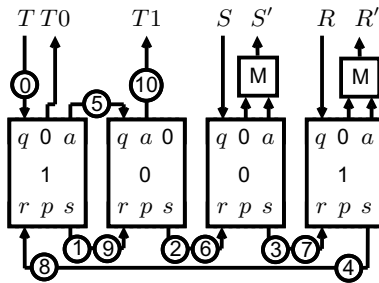 T T0 T1 S S′ R R′
0 5 10 M M
q 0 a q a 0 q 0 a q 0 a
1 0 0 1
r p s r p s r p s r p s
1 9 2 6 3 7
8 4